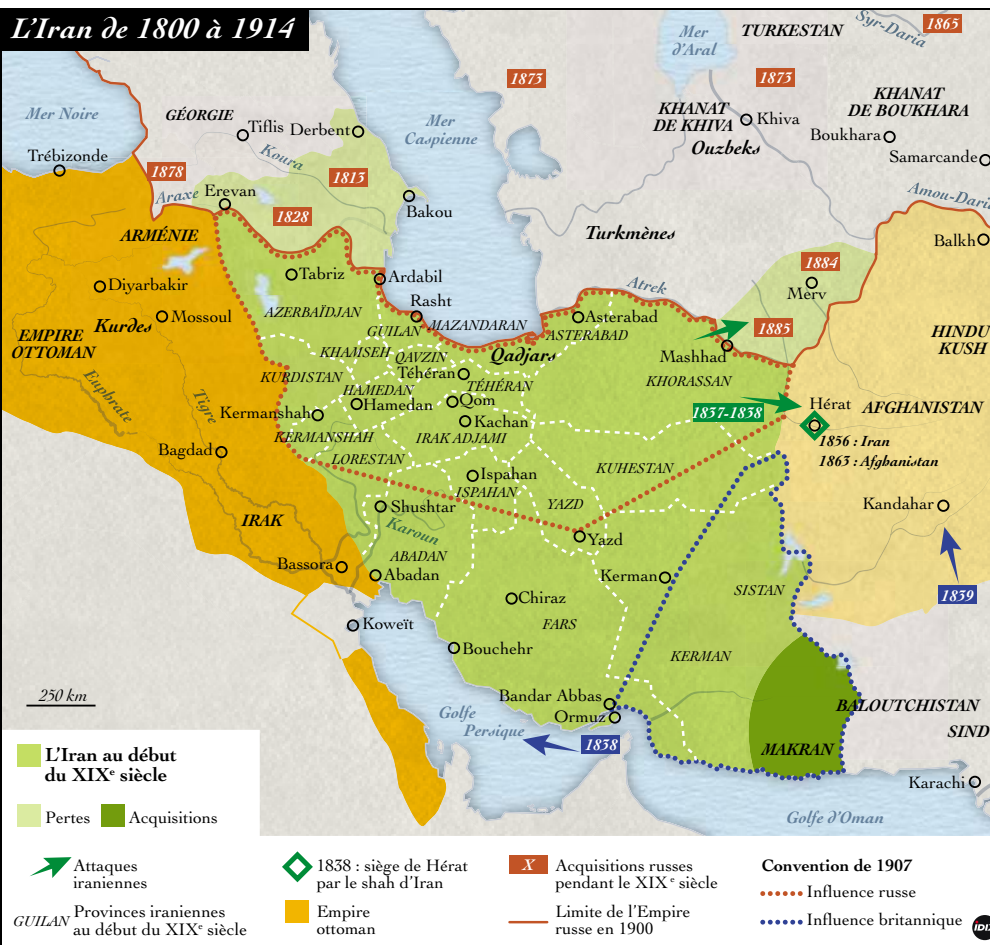 L'Iran de 1800 à 1914
Mer
d'Aral
TURKESTAN
Syr-Daria
1865
1873
1873
Mer Noire
GÉORGIE
Tiflis
Derbent
Mer
Caspienne
KHANAT
DE KHIVA
Ouzbeks
Khiva
KHANAT
DE BOUKHARA
Boukhara
Samarcande
Trébizonde
Koura
1878
1813
Araxe
Erevan
Bakou
Amou-Daria
1828
ARMÉNIE
Turkmènes
Balkh
Tabriz
Ardabil
Atrek
1884
Merv
Diyarbakir
Rasht
AZERBAÏDJAN
GUILAN
MAZANDARAN
Asterabad
ASTERABAD
1885
Kurdes
Mossoul
EMPIRE
OTTOMAN
HINDU
KUSH
KHAMSEH
QAVZIN
Qadjars
Mashhad
Euphrate
Tigre
KURDISTAN
Téhéran
TÉHÉRAN
KHORASSAN
HAMEDAN
Hamedan
Qom
1837-1838
Hérat
AFGHANISTAN
Kermanshah
Kachan
KERMANSHAH
IRAK ADJAMI
1856 : Iran
1863 : Afghanistan
Bagdad
LORESTAN
Ispahan
ISPAHAN
KUHESTAN
YAZD
Kandahar
Shushtar
IRAK
Karoun
Yazd
ABADAN
Bassora
Abadan
Kerman
SISTAN
1839
Chiraz
FARS
Koweït
Bouchehr
KERMAN
250 km
Bandar Abbas
Ormuz
BALOUTCHISTAN
SIND
Golfe
Persique
1838
MAKRAN
Karachi
Golfe d'Oman
L'Iran au début
du XIXe siècle
Pertes
Acquisitions
Attaques
iraniennes
GUILAN
Provinces iraniennes
au début du XIXe siècle
1838 : siège de Hérat
par le shah d'Iran
Empire
ottoman
X
Acquisitions russes
pendant le XIXe siècle
Limite de l'Empire
russe en 1900
Convention de 1907
Influence russe
Influence britannique